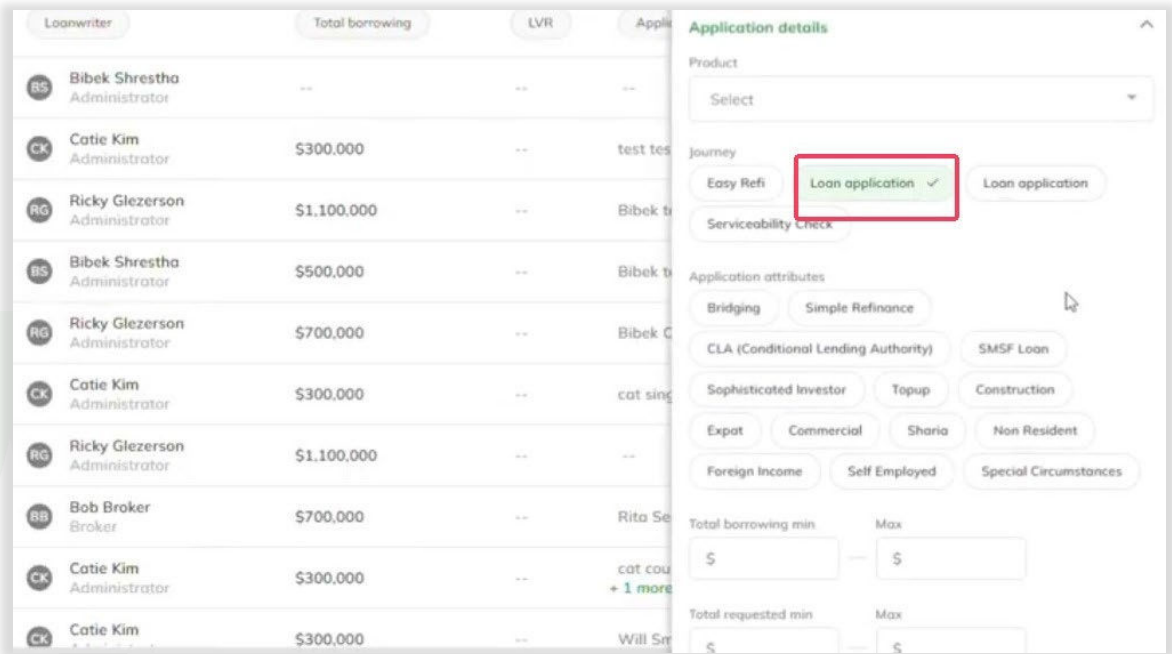 Loanwriter Total borrowing LVR Applic
Bibek Shrestha
Administrator
-- -- --
Catie Kim
Administrator
$300,000 -- test tes
Ricky Glezerson
Administrator
$1,100,000 -- Bibek t
Bibek Shrestha
Administrator
$500,000 -- Bibek t
Ricky Glezerson
Administrator
$700,000 -- Bibek
Catie Kim
Administrator
$300,000 -- cat sing
Ricky Glezerson
Administrator
$1,100,000 -- --
Bob Broker
Broker
$700,000 -- Rita Se
Catie Kim
Administrator
$300,000 -- cat cou
+ 1 more
Catie Kim
$300,000 -- Will Sm
BS
CK
RG
BS
RG
CK
RG
BB
CK
CK
Application details
Product
Select
Journey
Easy Refi Loan application Loan application
Serviceability Check
Application attributes
Bridging Simple Refinance
CLA (Conditional Lending Authority) SMSF Loan
Sophisticated Investor Topup Construction
Expat Commercial Sharia Non Resident
Foreign Income Self Employed Special Circumstances
Total borrowing min Max
$ — $
Total requested min Max
$ — $